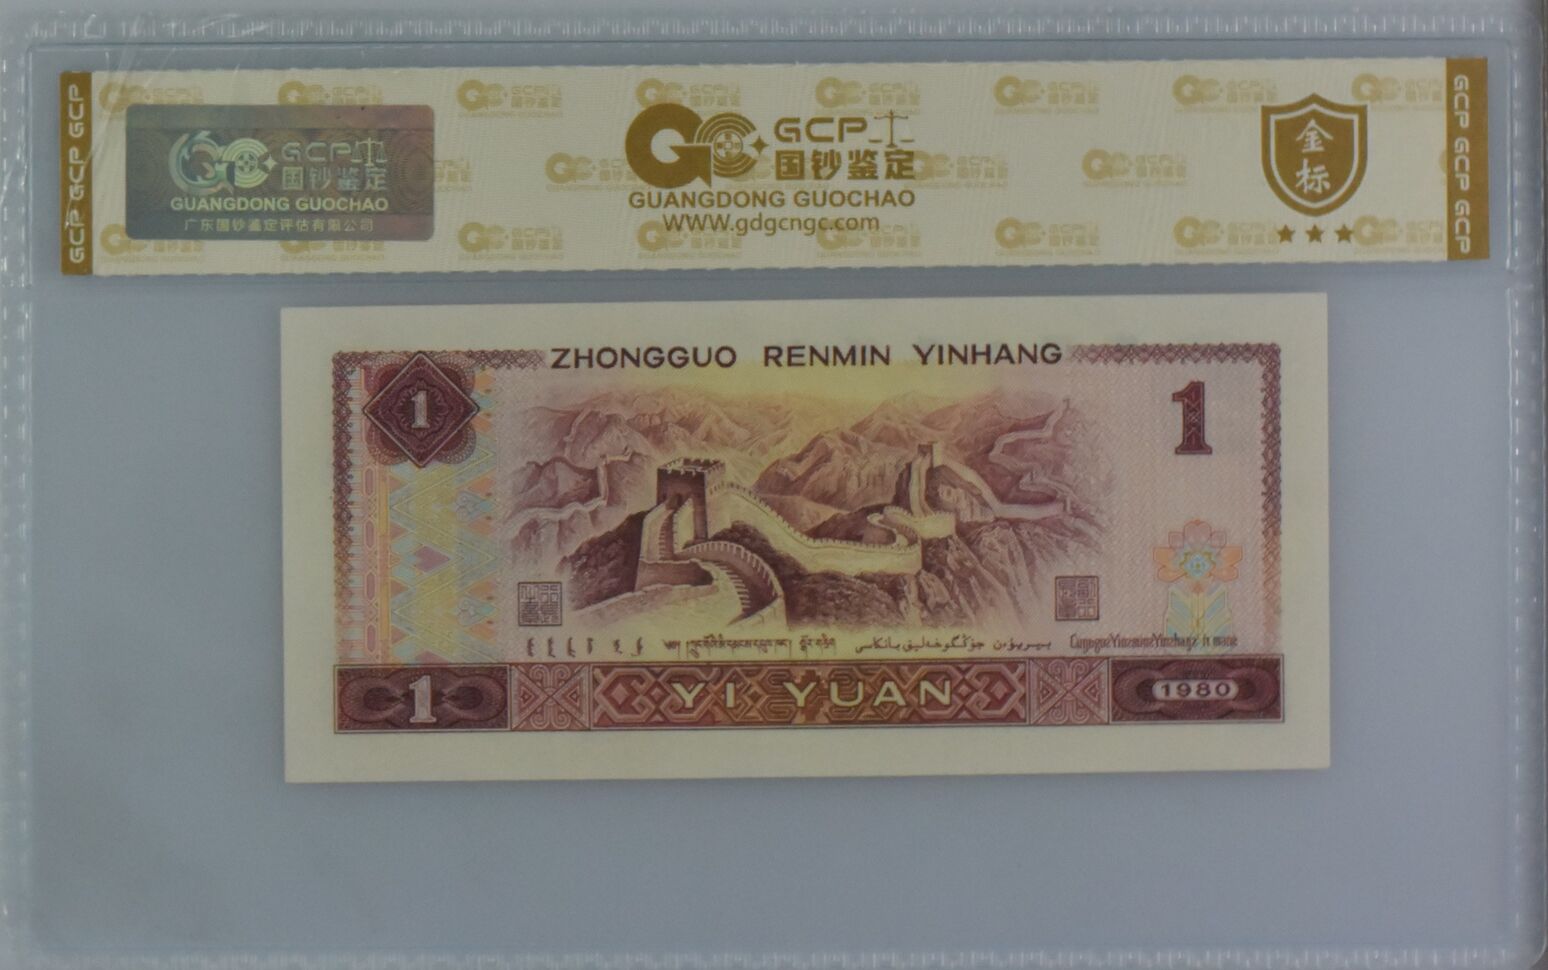 GCP GCP GCP
GCP
国钞鉴定
GUANGDONG GUOCHAO
广东国钞鉴定评估有限公司
GCP
国钞鉴定
GUANGDONG GUOCHAO
WWW.gdgcngc.com
金标
GCP GCP GCP
ZHONGGUO RENMIN YINHANG
1
1
1
YI YUAN
1980